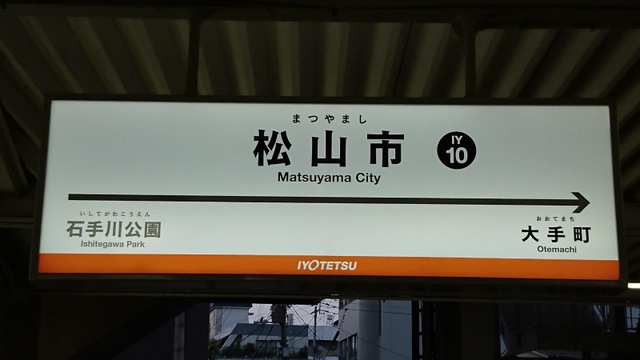 まつやまし
松山市
IY
10
Matsuyama City
いしてがわこうえん
石手川公園
Ishitegawa Park
おおてまち
大手町
Otemachi
IYOTETSU